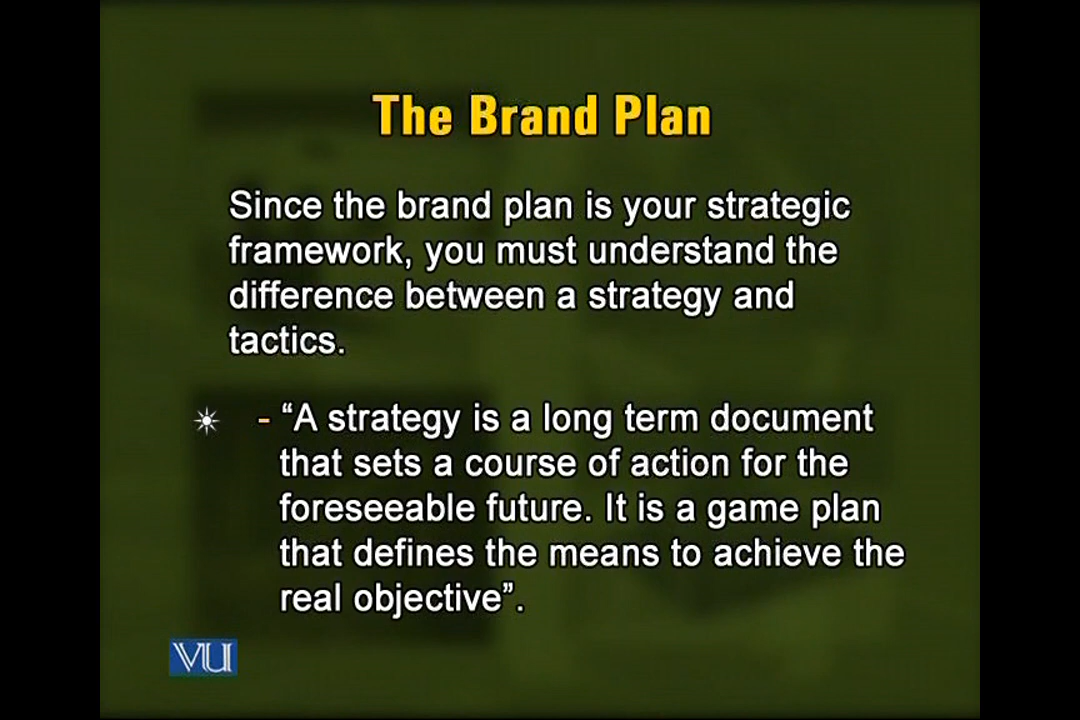 The Brand Plan
Since the brand plan is your strategic
framework, you must understand the
difference between a strategy and
tactics.
- “A strategy is a long term document
that sets a course of action for the
foreseeable future. It is a game plan
that defines the means to achieve the
real objective”.
VU